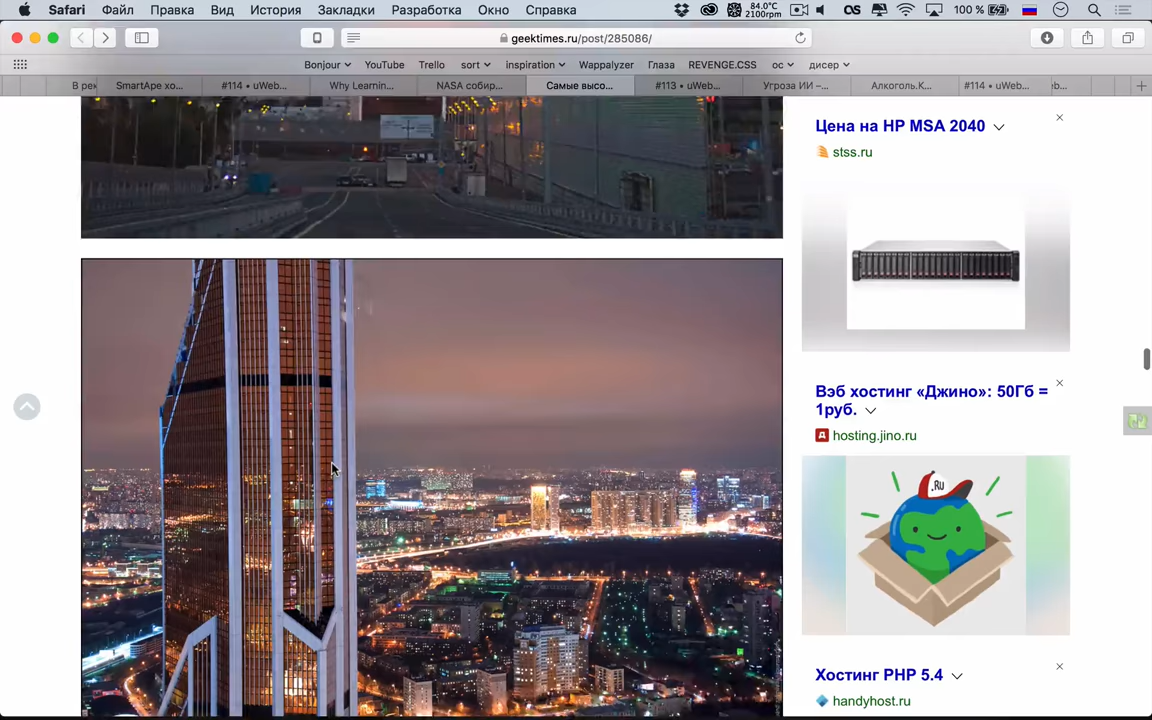 Safari Файл Правка Вид История Закладки Разработка Окно Справка
84.0°C
2100rpm
100 %
geektimes.ru/post/285086/
Bonjour YouTube Trello sort inspiration Wappalyzer Глаза REVENGE.CSS ос дисер
В рек
SmartApe хо...
#114 • uWeb...
Why Learnin...
NASA собир...
Самые высо...
#113 • uWeb...
Угроза ИИ –...
Алкоголь.К...
#114 • uWeb...
Цена на HP MSA 2040
stss.ru
Вэб хостинг «Джино»: 50Гб =
1руб.
hosting.jino.ru
.RU
Хостинг PHP 5.4
handyhost.ru